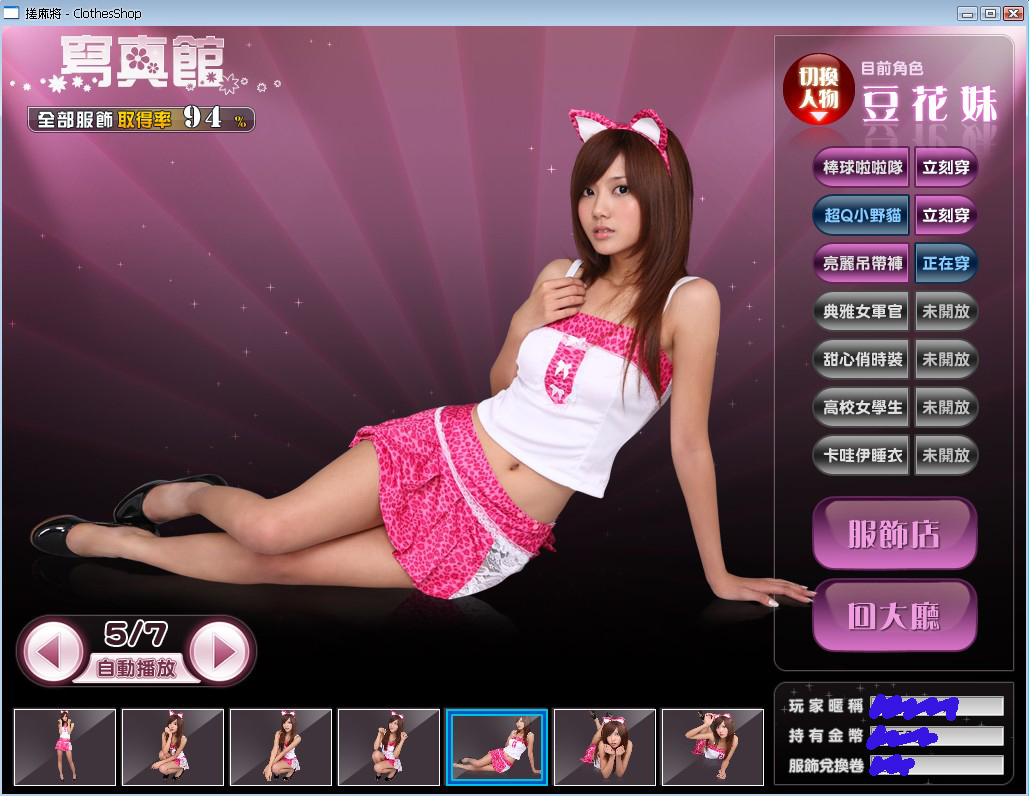 搓麻將 - ClothesShop
寫真館
全部服飾 取得率 94 %
切換人物
目前角色
豆花妹
棒球啦啦隊 立刻穿
超Q小野貓 立刻穿
亮麗吊帶褲 正在穿
典雅女軍官 未開放
甜心俏時裝 未開放
高校女學生 未開放
卡哇伊睡衣 未開放
服飾店
回大廳
5/7
自動播放
玩家暱稱
持有金幣
服飾兌換卷